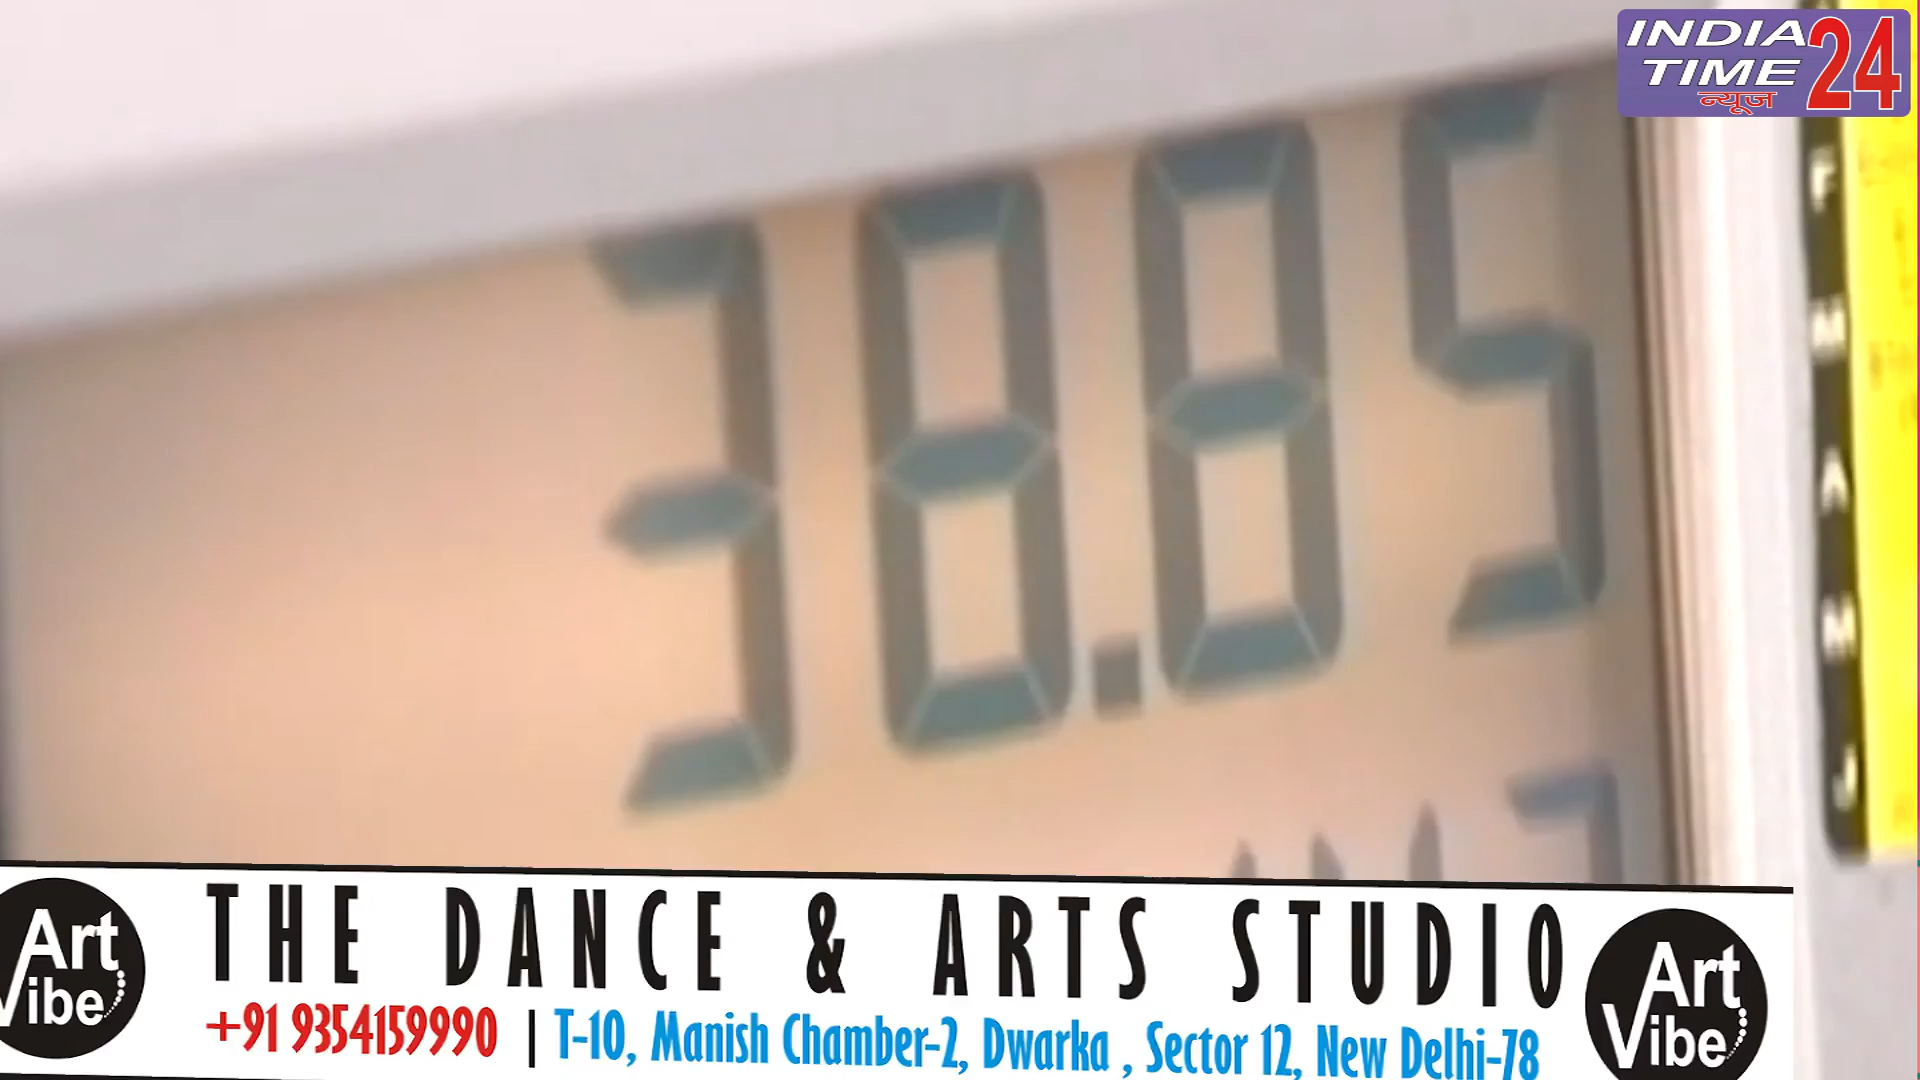 INDIA
TIME 24
न्यूज
38.85
F
M
A
M
J
THE DANCE & ARTS STUDIO
Art
Vibe
+91 9354159990 | T-10, Manish Chamber-2, Dwarka , Sector 12, New Delhi-78
Art
Vibe